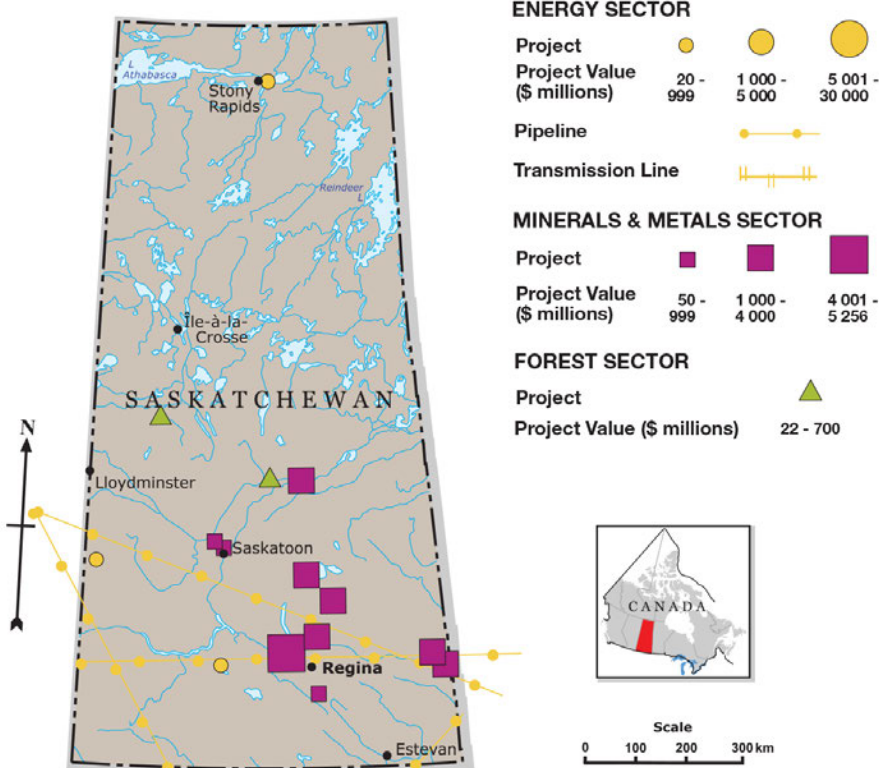 L
Athabasca
Stony
Rapids
Reindeer
L
Île-à-la-
Crosse
SASKATCHEWAN
N
Lloydminster
Saskatoon
Regina
Estevan
ENERGY SECTOR
Project
Project Value
($ millions)
20 -
999
1 000 -
5 000
5 001 -
30 000
Pipeline
Transmission Line
MINERALS & METALS SECTOR
Project
Project Value
($ millions)
50 -
999
1 000 -
4 000
4 001 -
5 256
FOREST SECTOR
Project
Project Value ($ millions) 22 - 700
CANADA
Scale
0 100 200 300 km